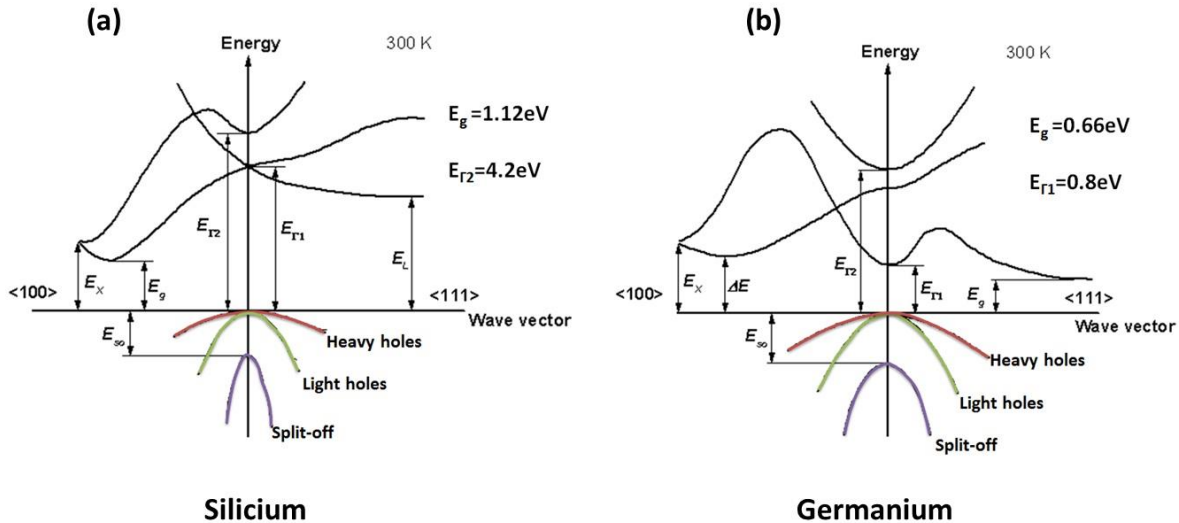 (a)
Energy
300 K
E_g =1.12eV
E_Γ2=4.2eV
E_Γ2
E_Γ1
E_L
E_X
E_g
<100>
<111>
Wave vector
E_so
Heavy holes
Light holes
Split-off
Silicium
(b)
Energy
300 K
E_g =0.66eV
E_Γ1=0.8eV
E_Γ2
E_X
ΔE
E_Γ1
E_g
<100>
<111>
Wave vector
E_so
Heavy holes
Light holes
Split-off
Germanium